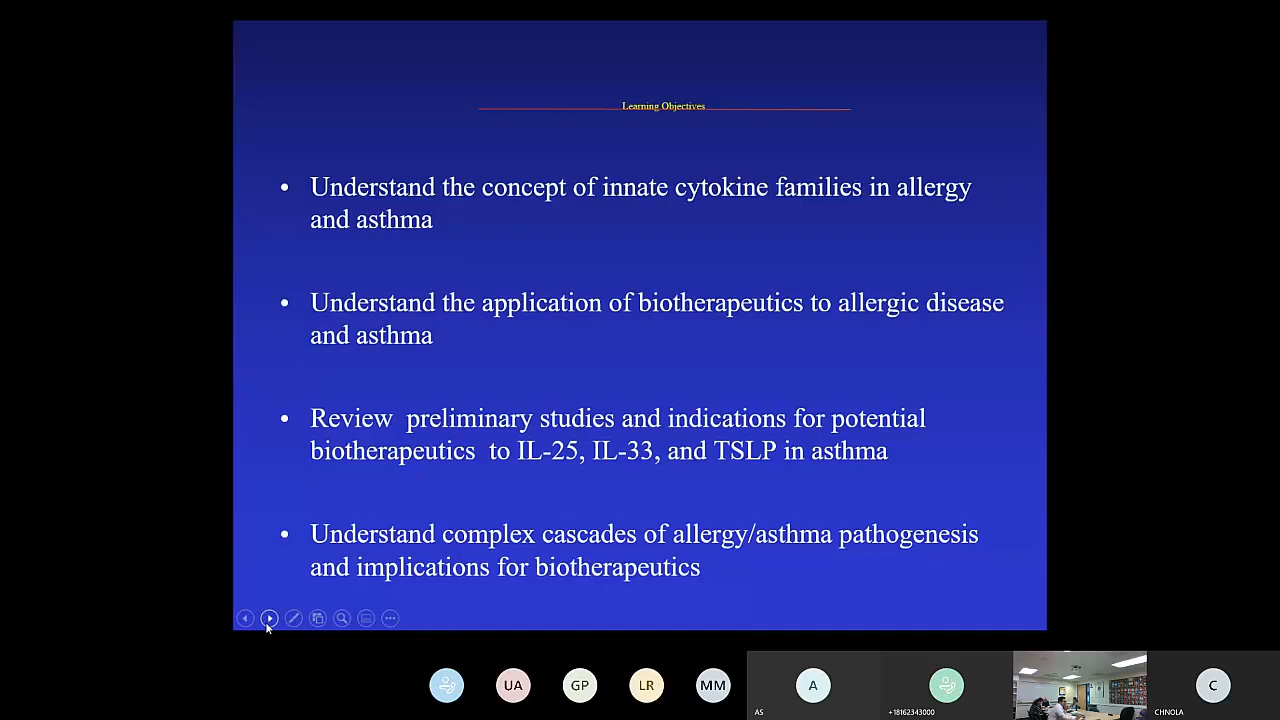 Learning Objectives
• Understand the concept of innate cytokine families in allergy
and asthma
• Understand the application of biotherapeutics to allergic disease
and asthma
• Review  preliminary studies and indications for potential
biotherapeutics  to IL-25, IL-33, and TSLP in asthma
• Understand complex cascades of allergy/asthma pathogenesis
and implications for biotherapeutics
UA
GP
LR
MM
A
C
AS
+18162343000
CHNOLA